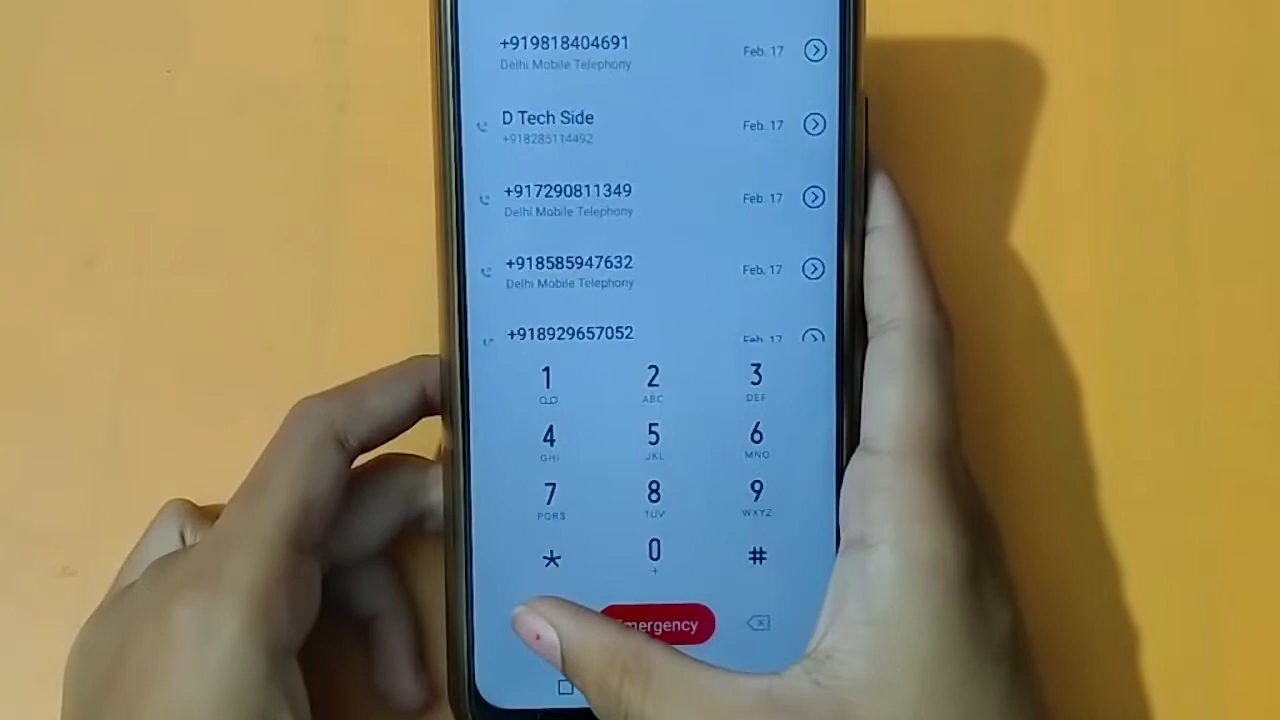 +919818404691
Delhi Mobile Telephony
Feb. 17
D Tech Side
+918285114492
Feb. 17
+917290811349
Delhi Mobile Telephony
Feb. 17
+918585947632
Delhi Mobile Telephony
Feb. 17
+918929657052
Feb. 17
1 2 3
ABC DEF
4 5 6
GHI JKL MNO
7 8 9
PQRS TUV WXYZ
* 0 #
+
Emergency